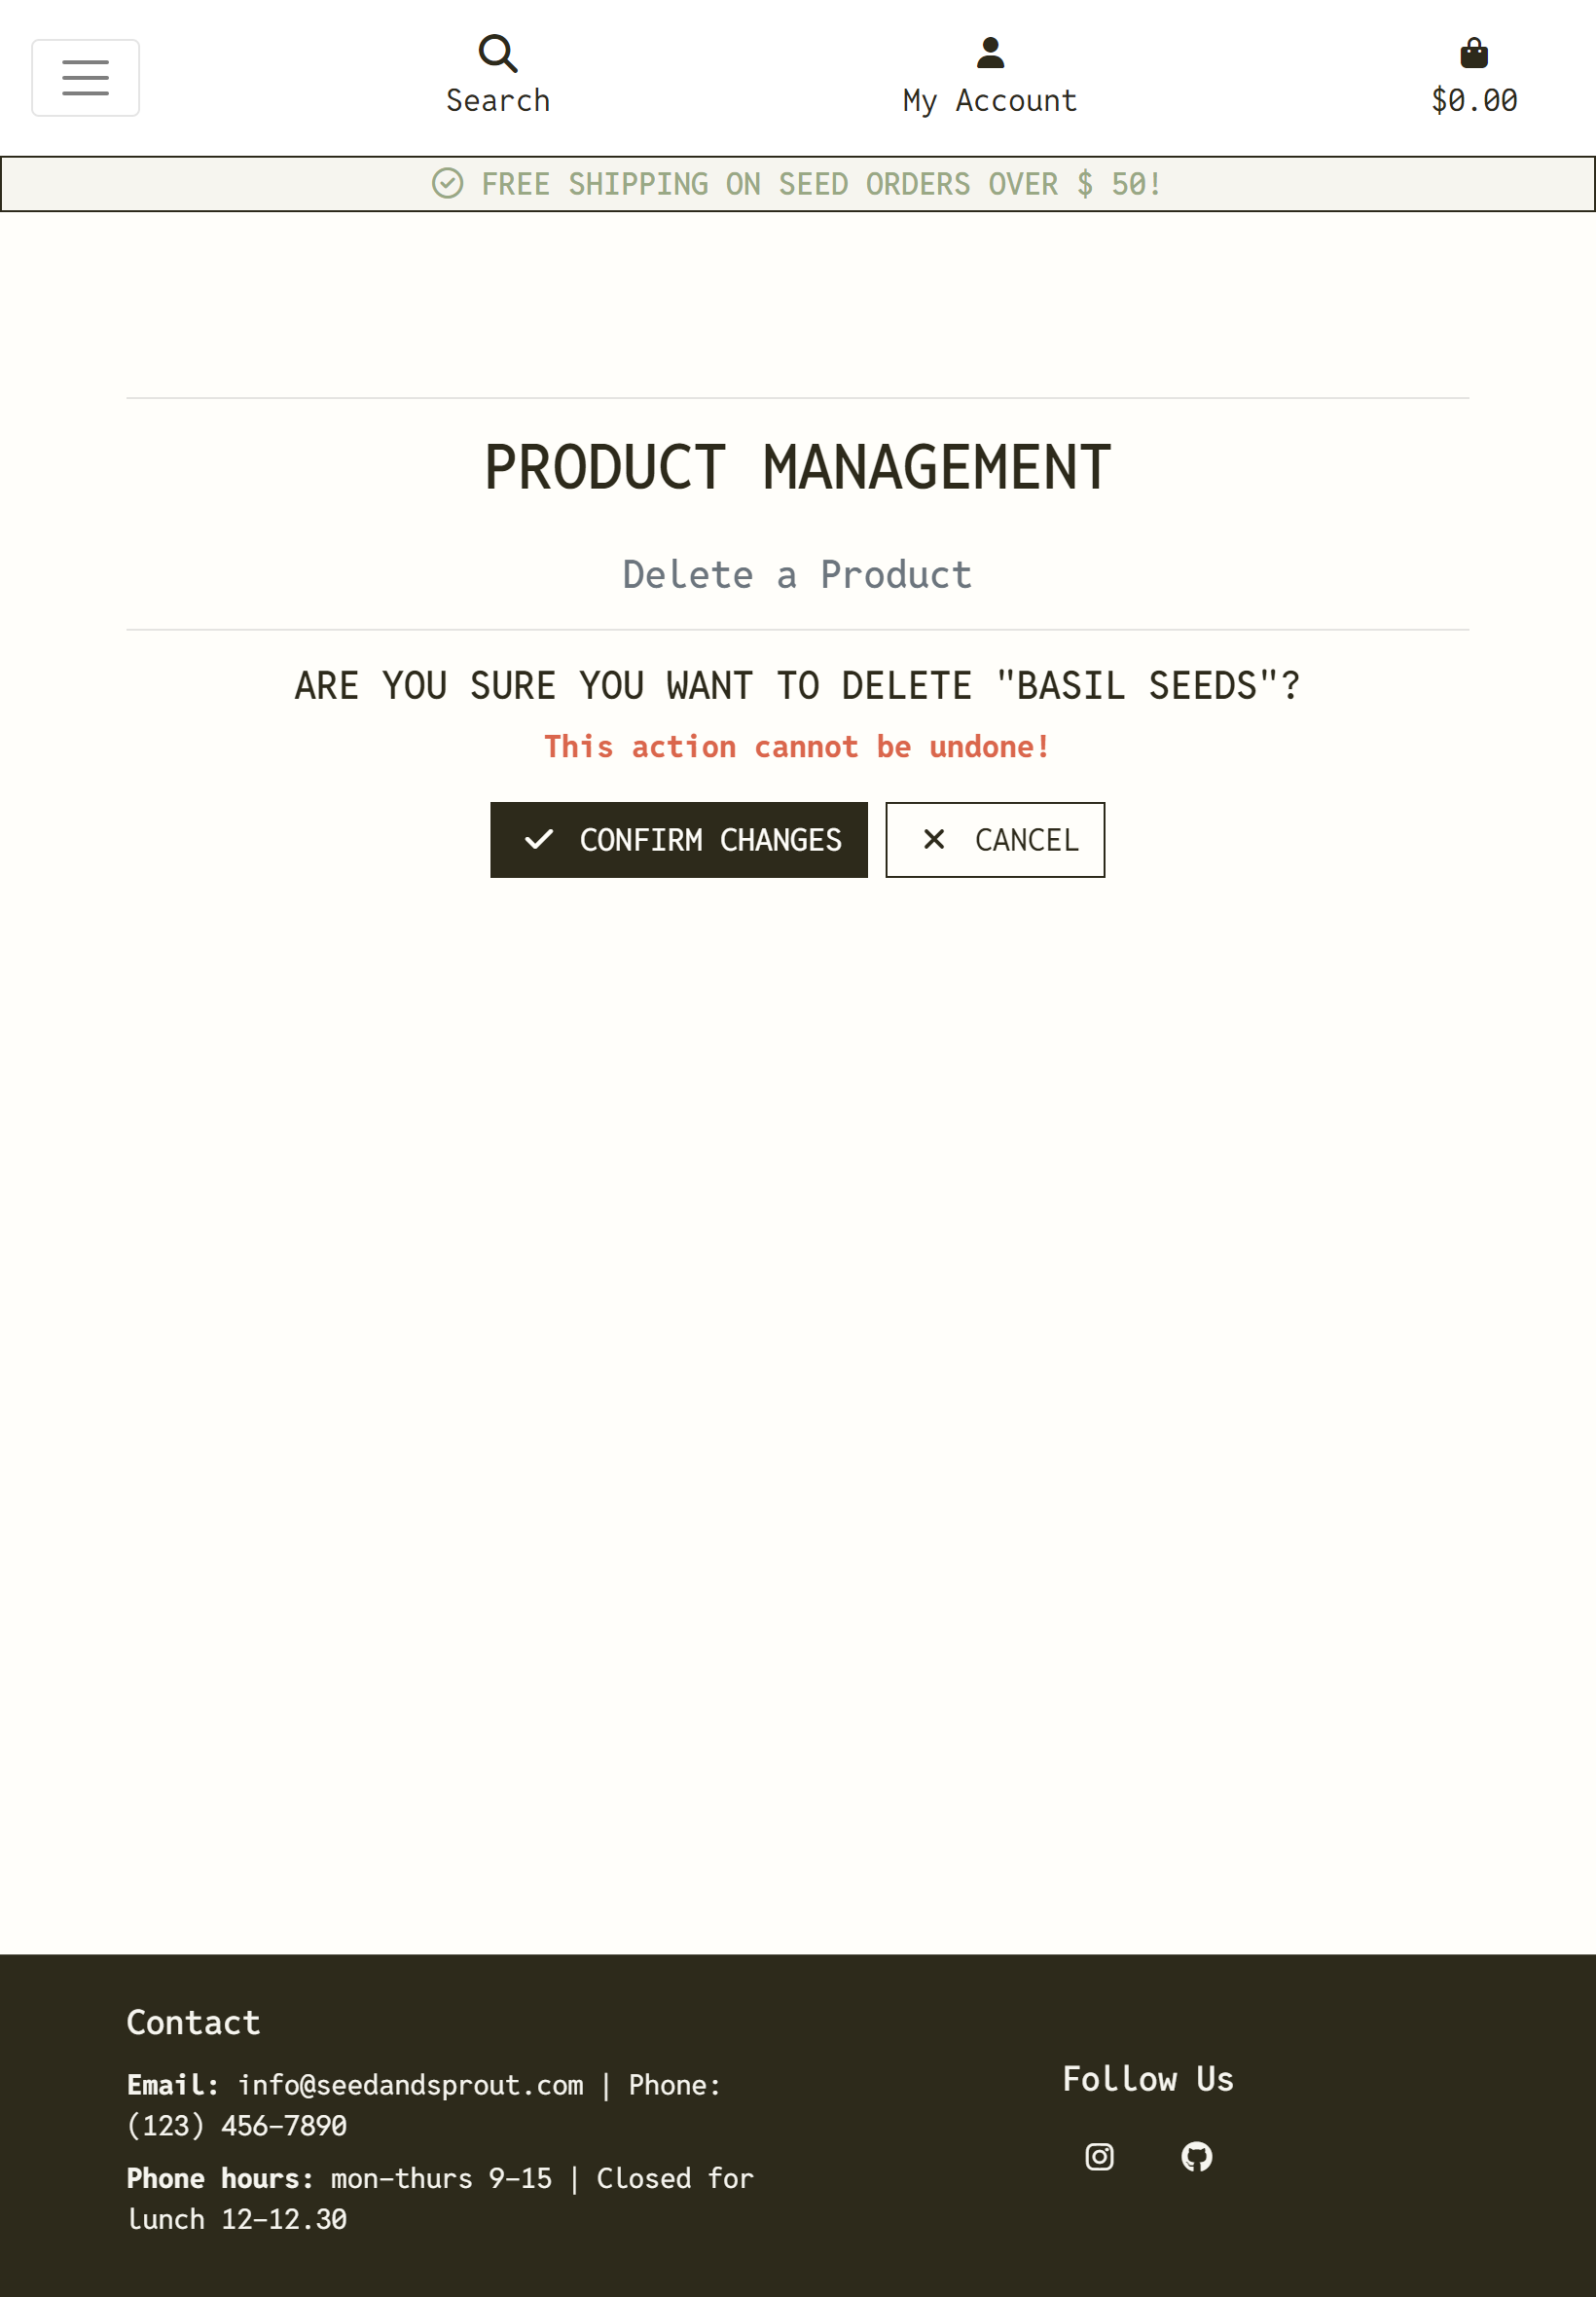 Search
My Account
$0.00
FREE SHIPPING ON SEED ORDERS OVER $ 50!
PRODUCT MANAGEMENT
Delete a Product
ARE YOU SURE YOU WANT TO DELETE "BASIL SEEDS"?
This action cannot be undone!
CONFIRM CHANGES
CANCEL
Contact
Email: info@seedandsprout.com | Phone:
(123) 456-7890
Phone hours: mon-thurs 9-15 | Closed for
lunch 12-12.30
Follow Us